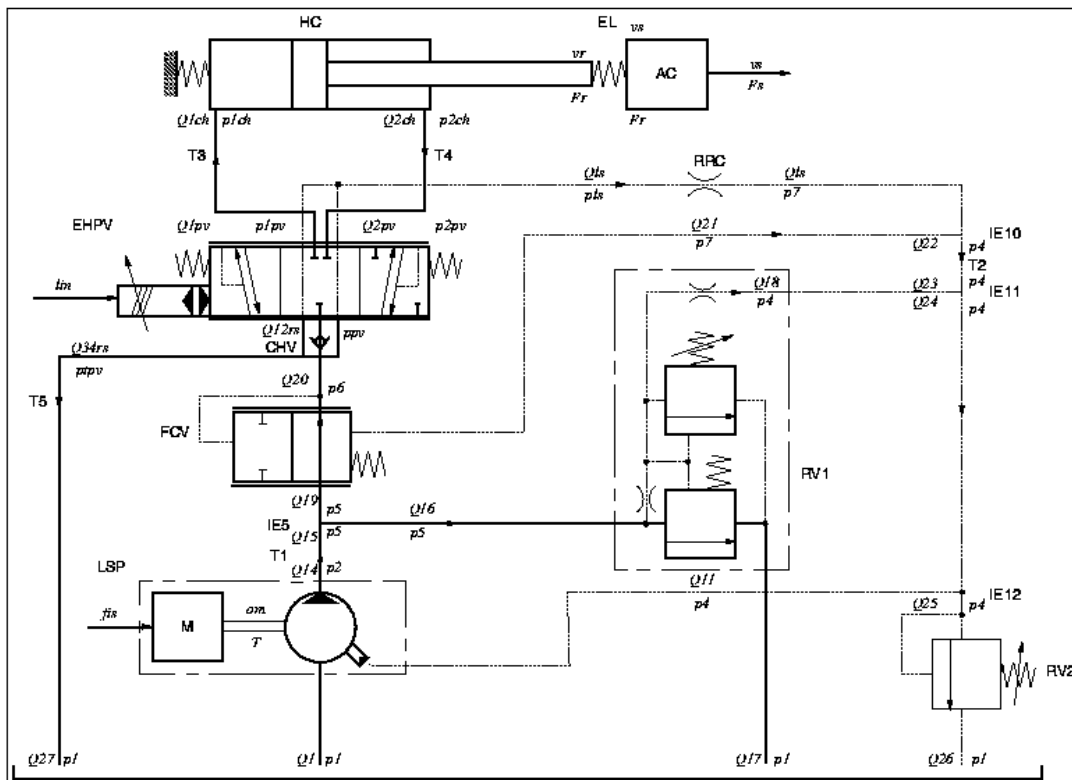 HC EL vs
vr AC vs
Fr Fs
Q1ch p1ch Q2ch p2ch Fr
T3 T4 RRC
Qls Qls
pls p7
EHPV Q1pv p1pv Q2pv p2pv Q21 IE10
p7 Q22 p4
T2
Q18 Q23 p4
Iin p4 Q24 IE11
p4
Q12rs ppv
Q34rs CHV
ptpv
Q20 p6
T5
FCV
RV1
Q19 p5 Q16
IE5 p5 p5
Q15
T1
LSP Q14 p2 Q11
p4 IE12
fis M om Q25 p4
T
RV2
Q27 p1 Q1 p1 Q17 p1 Q26 p1